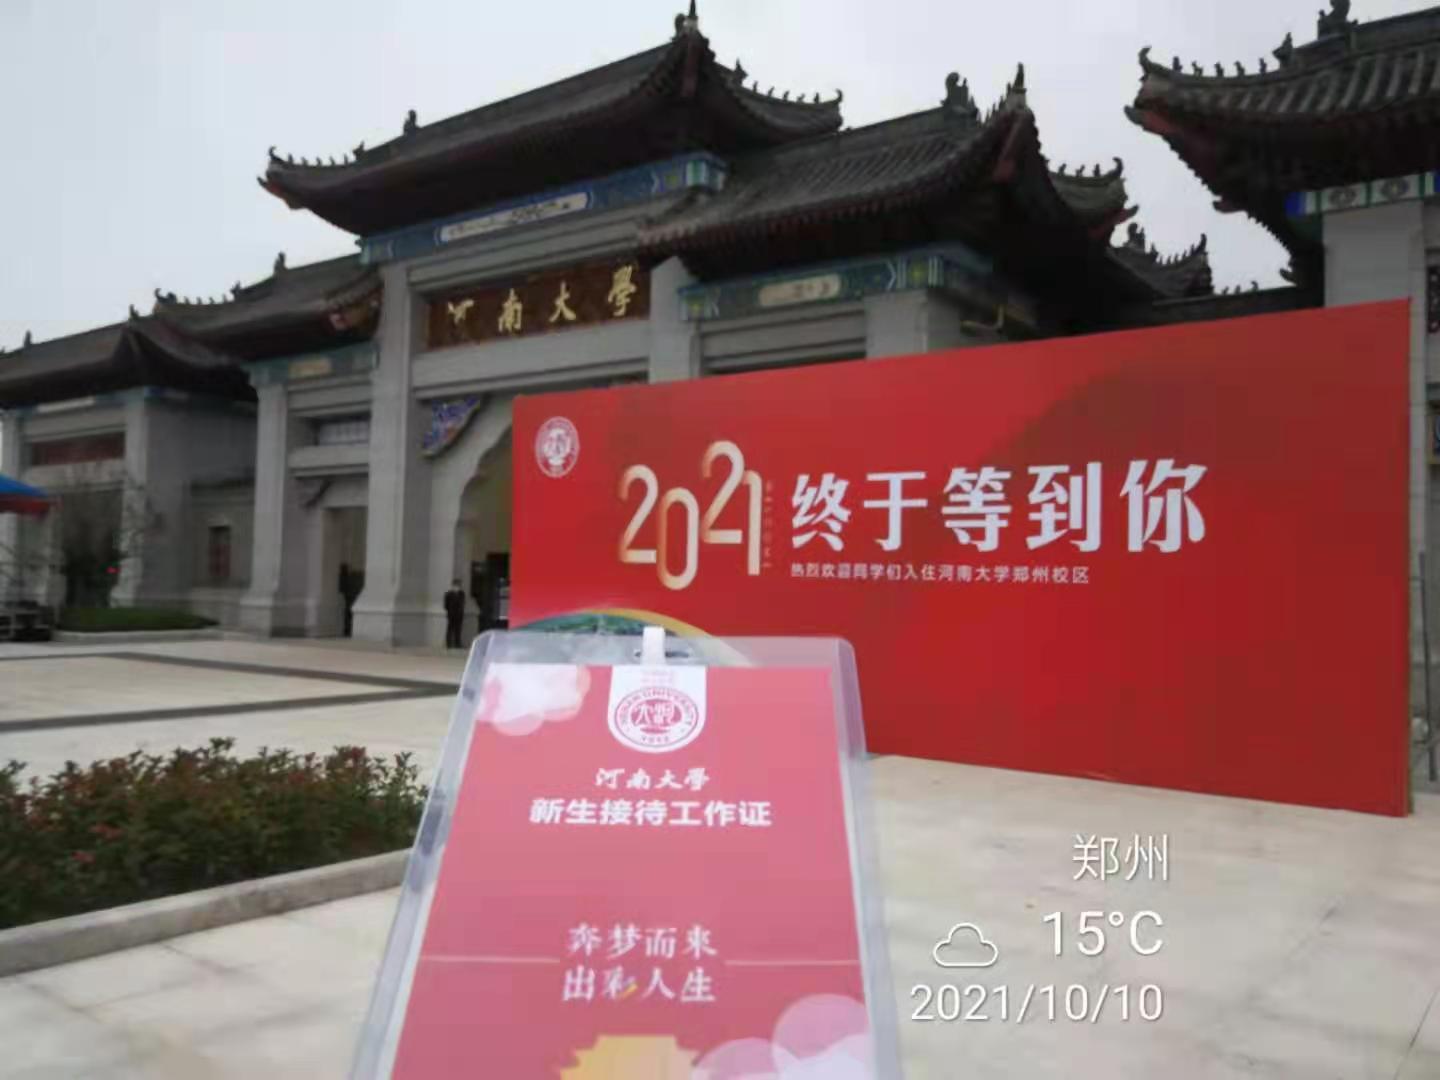 河南大學
2021 终于等到你
热烈欢迎同学们入住河南大学郑州校区
HENAN UNIVERSITY
河南大學
新生接待工作证
奔梦而来
出彩人生
郑州
15°C
2021/10/10